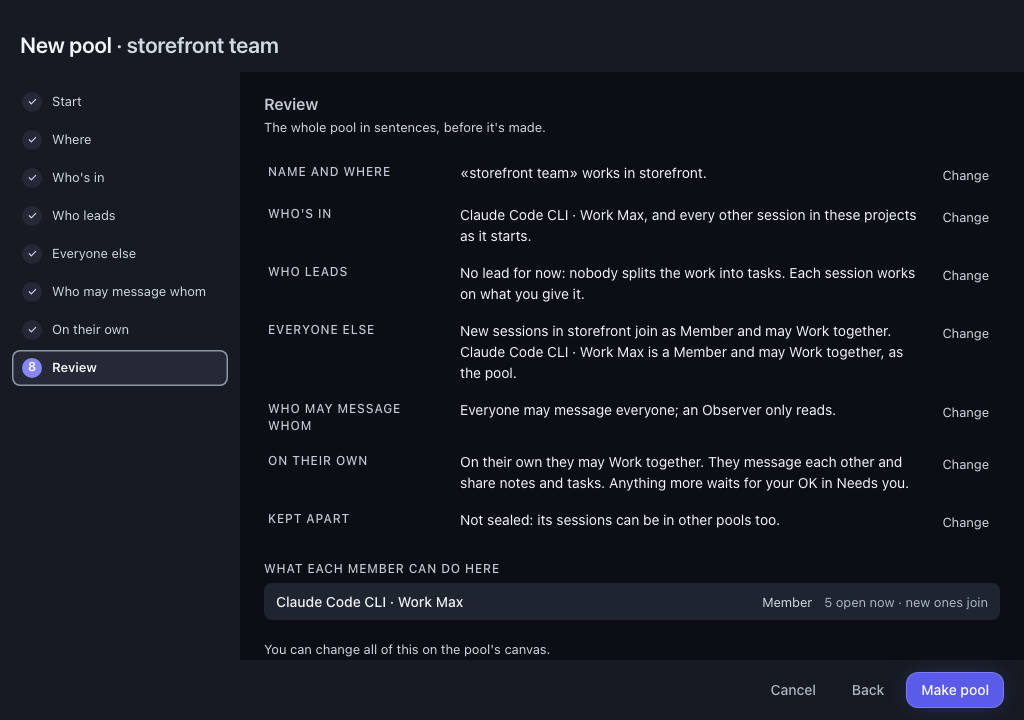 New pool · storefront team
Start
Where
Who's in
Who leads
Everyone else
Who may message whom
On their own
8 Review
Review
The whole pool in sentences, before it's made.
NAME AND WHERE
«storefront team» works in storefront.
Change
WHO'S IN
Claude Code CLI · Work Max, and every other session in these projects
as it starts.
Change
WHO LEADS
No lead for now: nobody splits the work into tasks. Each session works
on what you give it.
Change
EVERYONE ELSE
New sessions in storefront join as Member and may Work together.
Claude Code CLI · Work Max is a Member and may Work together, as
the pool.
Change
WHO MAY MESSAGE
WHOM
Everyone may message everyone; an Observer only reads.
Change
ON THEIR OWN
On their own they may Work together. They message each other and
share notes and tasks. Anything more waits for your OK in Needs you.
Change
KEPT APART
Not sealed: its sessions can be in other pools too.
Change
WHAT EACH MEMBER CAN DO HERE
Claude Code CLI · Work Max
Member
5 open now · new ones join
You can change all of this on the pool's canvas.
Cancel
Back
Make pool